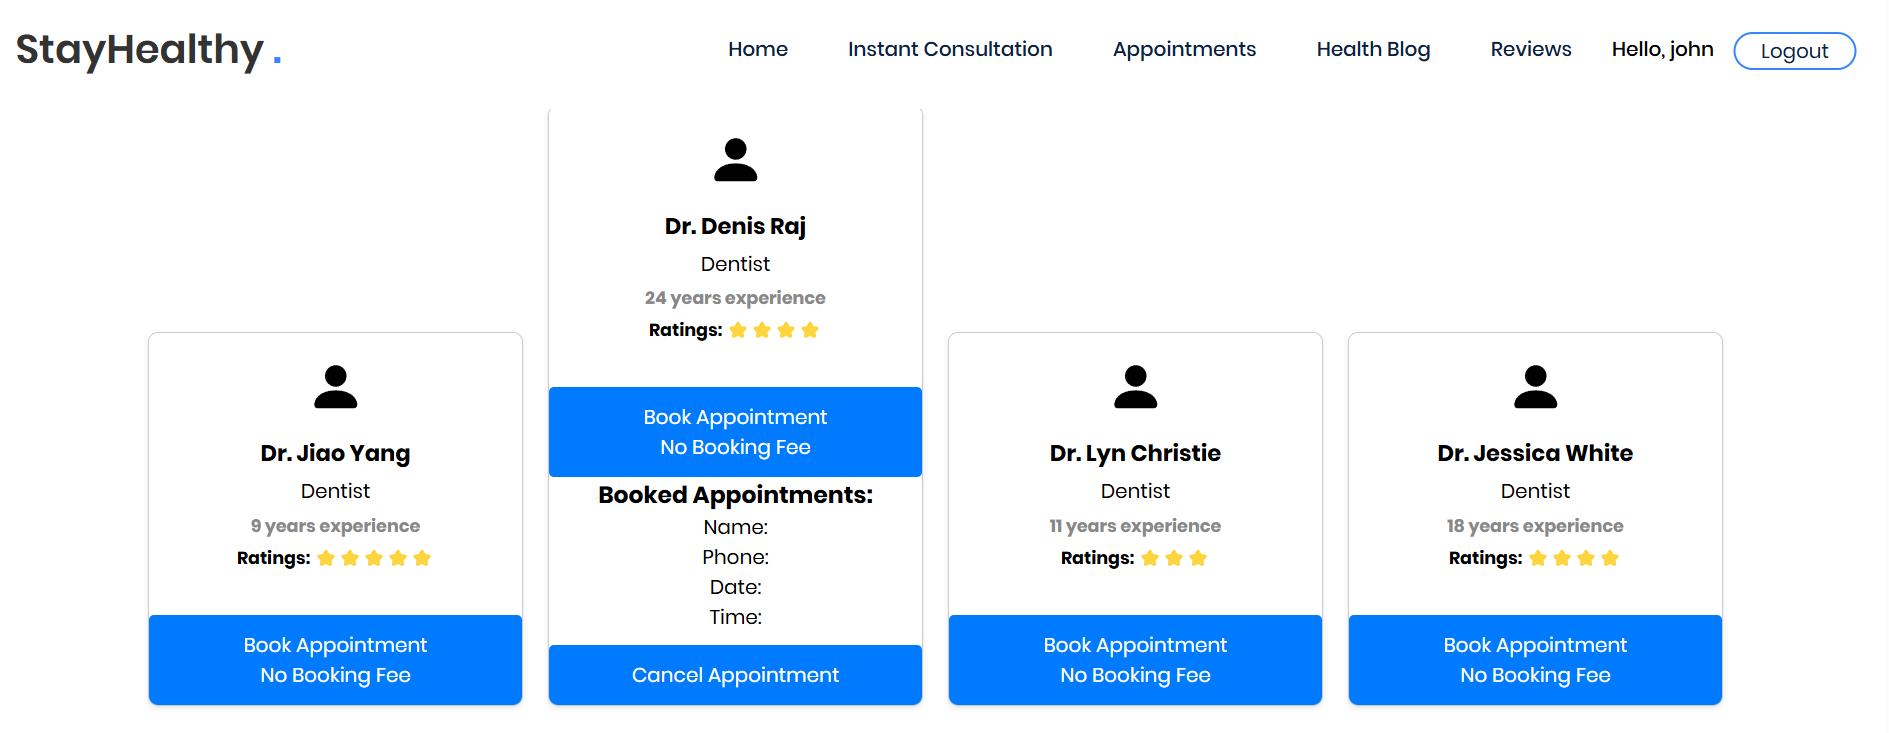 StayHealthy .
Home Instant Consultation Appointments Health Blog Reviews Hello, john Logout
Dr. Jiao Yang
Dentist
9 years experience
Ratings:
Book Appointment
No Booking Fee
Dr. Denis Raj
Dentist
24 years experience
Ratings:
Book Appointment
No Booking Fee
Booked Appointments:
Name:
Phone:
Date:
Time:
Cancel Appointment
Dr. Lyn Christie
Dentist
11 years experience
Ratings:
Book Appointment
No Booking Fee
Dr. Jessica White
Dentist
18 years experience
Ratings:
Book Appointment
No Booking Fee